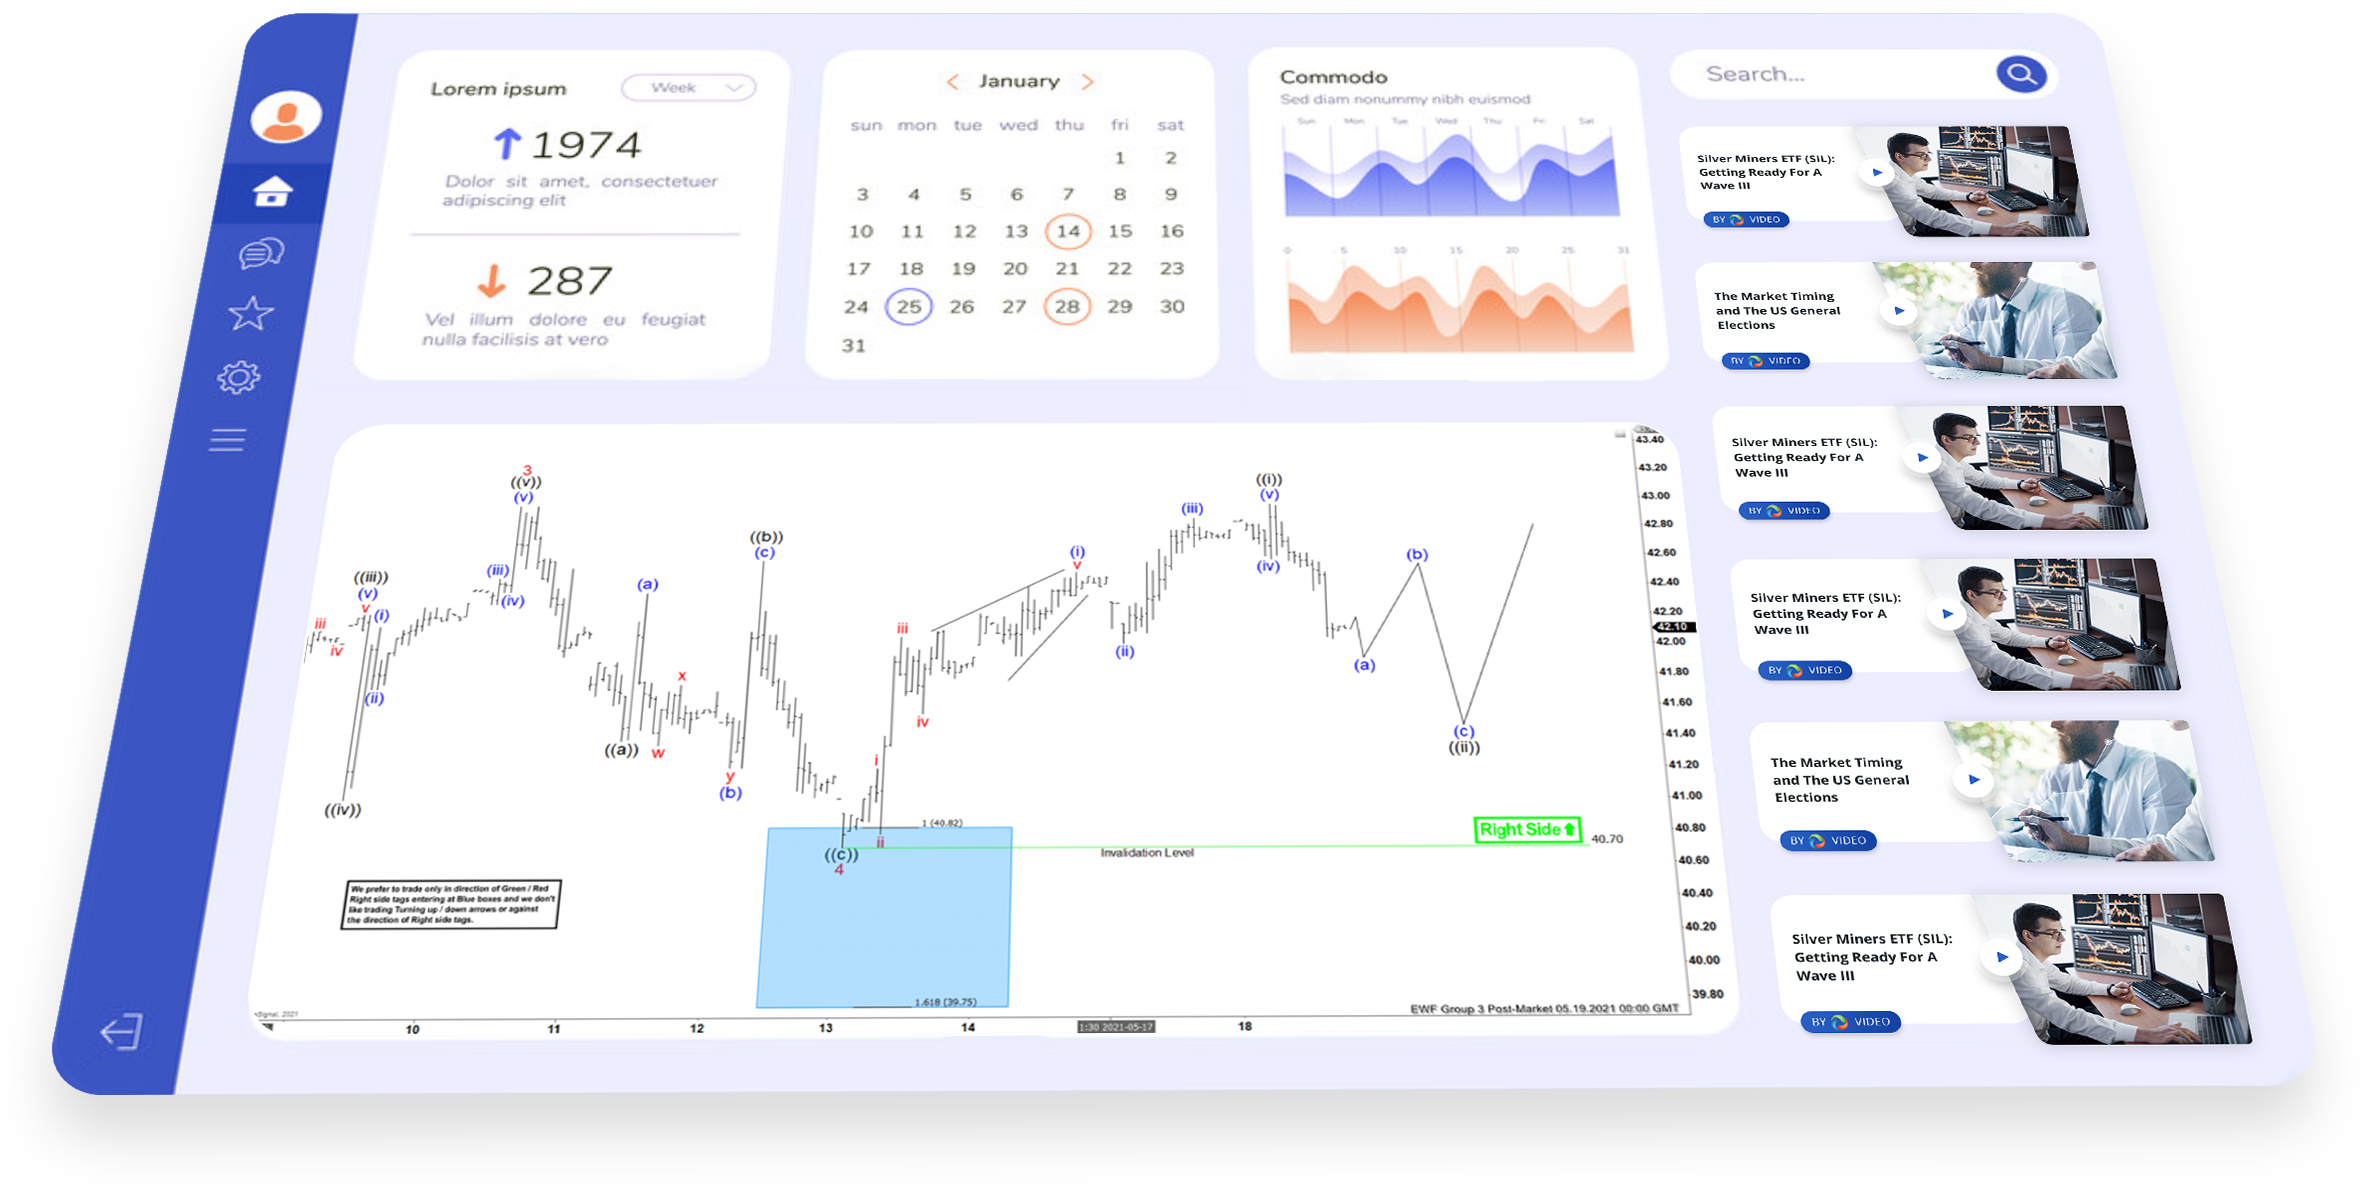 Lorem ipsum
Week
1974
Dolor sit amet, consectetuer
adipiscing elit
287
Vel illum dolore eu feugiat
nulla facilisis at vero
January
sun mon tue wed thu fri sat
1 2
3 4 5 6 7 8 9
10 11 12 13 14 15 16
17 18 19 20 21 22 23
24 25 26 27 28 29 30
31
Commodo
Sed diam nonummy nibh euismod
Sun Mon Tue Wed Thu Fri Sat
0 5 10 15 20 25 31
Search...
Silver Miners ETF (SIL):
Getting Ready For A
Wave III
BY VIDEO
The Market Timing
and The US General
Elections
BY VIDEO
Silver Miners ETF (SIL):
Getting Ready For A
Wave III
BY VIDEO
Silver Miners ETF (SIL):
Getting Ready For A
Wave III
BY VIDEO
The Market Timing
and The US General
Elections
BY VIDEO
Silver Miners ETF (SIL):
Getting Ready For A
Wave III
BY VIDEO
iii
iv
((iii))
(v)
v
(i)
(ii)
((iv))
3
((v))
(v)
(iii)
(iv)
(a)
((a))
w
x
y
(b)
((b))
(c)
((c))
4
i
ii
iii
iv
(i)
v
(ii)
(iii)
((i))
(v)
(iv)
(a)
(b)
(c)
((ii))
1 (40.82)
1.618 (39.75)
Invalidation Level
Right Side
40.70
We prefer to trade only in direction of Green / Red
Right side tags entering at Blue boxes and we don't
like trading Turning up / down arrows or against
the direction of Right side tags.
EWF Group 3 Post-Market 05.19.2021 00:00 GMT
43.40
43.20
43.00
42.80
42.60
42.40
42.20
42.10
42.00
41.80
41.60
41.40
41.20
41.00
40.80
40.60
40.40
40.20
40.00
39.80
10 11 12 13 14 1:30 2021-05-17 18